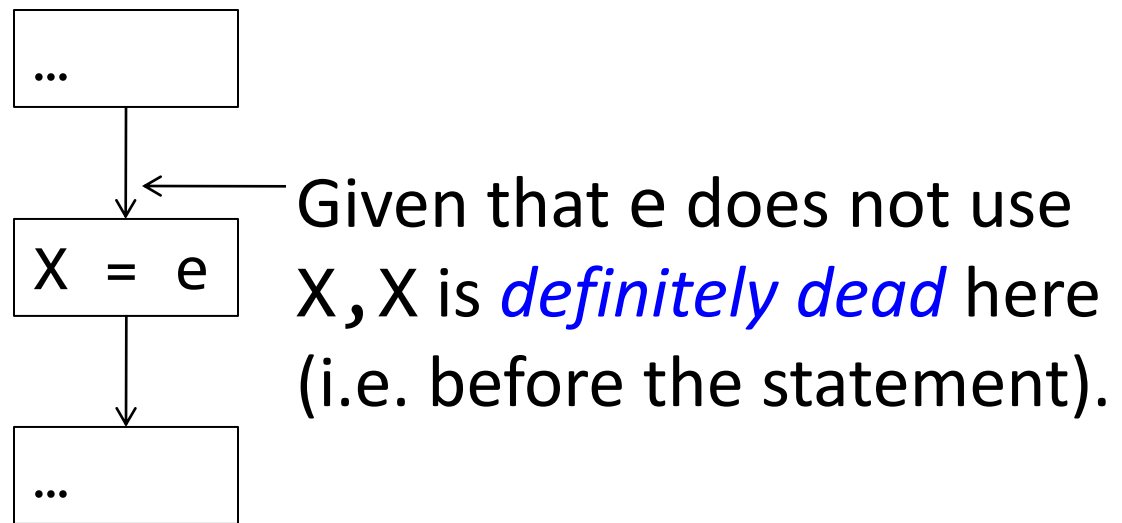 ...
Given that e does not use
X = e
X, X is definitely dead here
(i.e. before the statement).
...